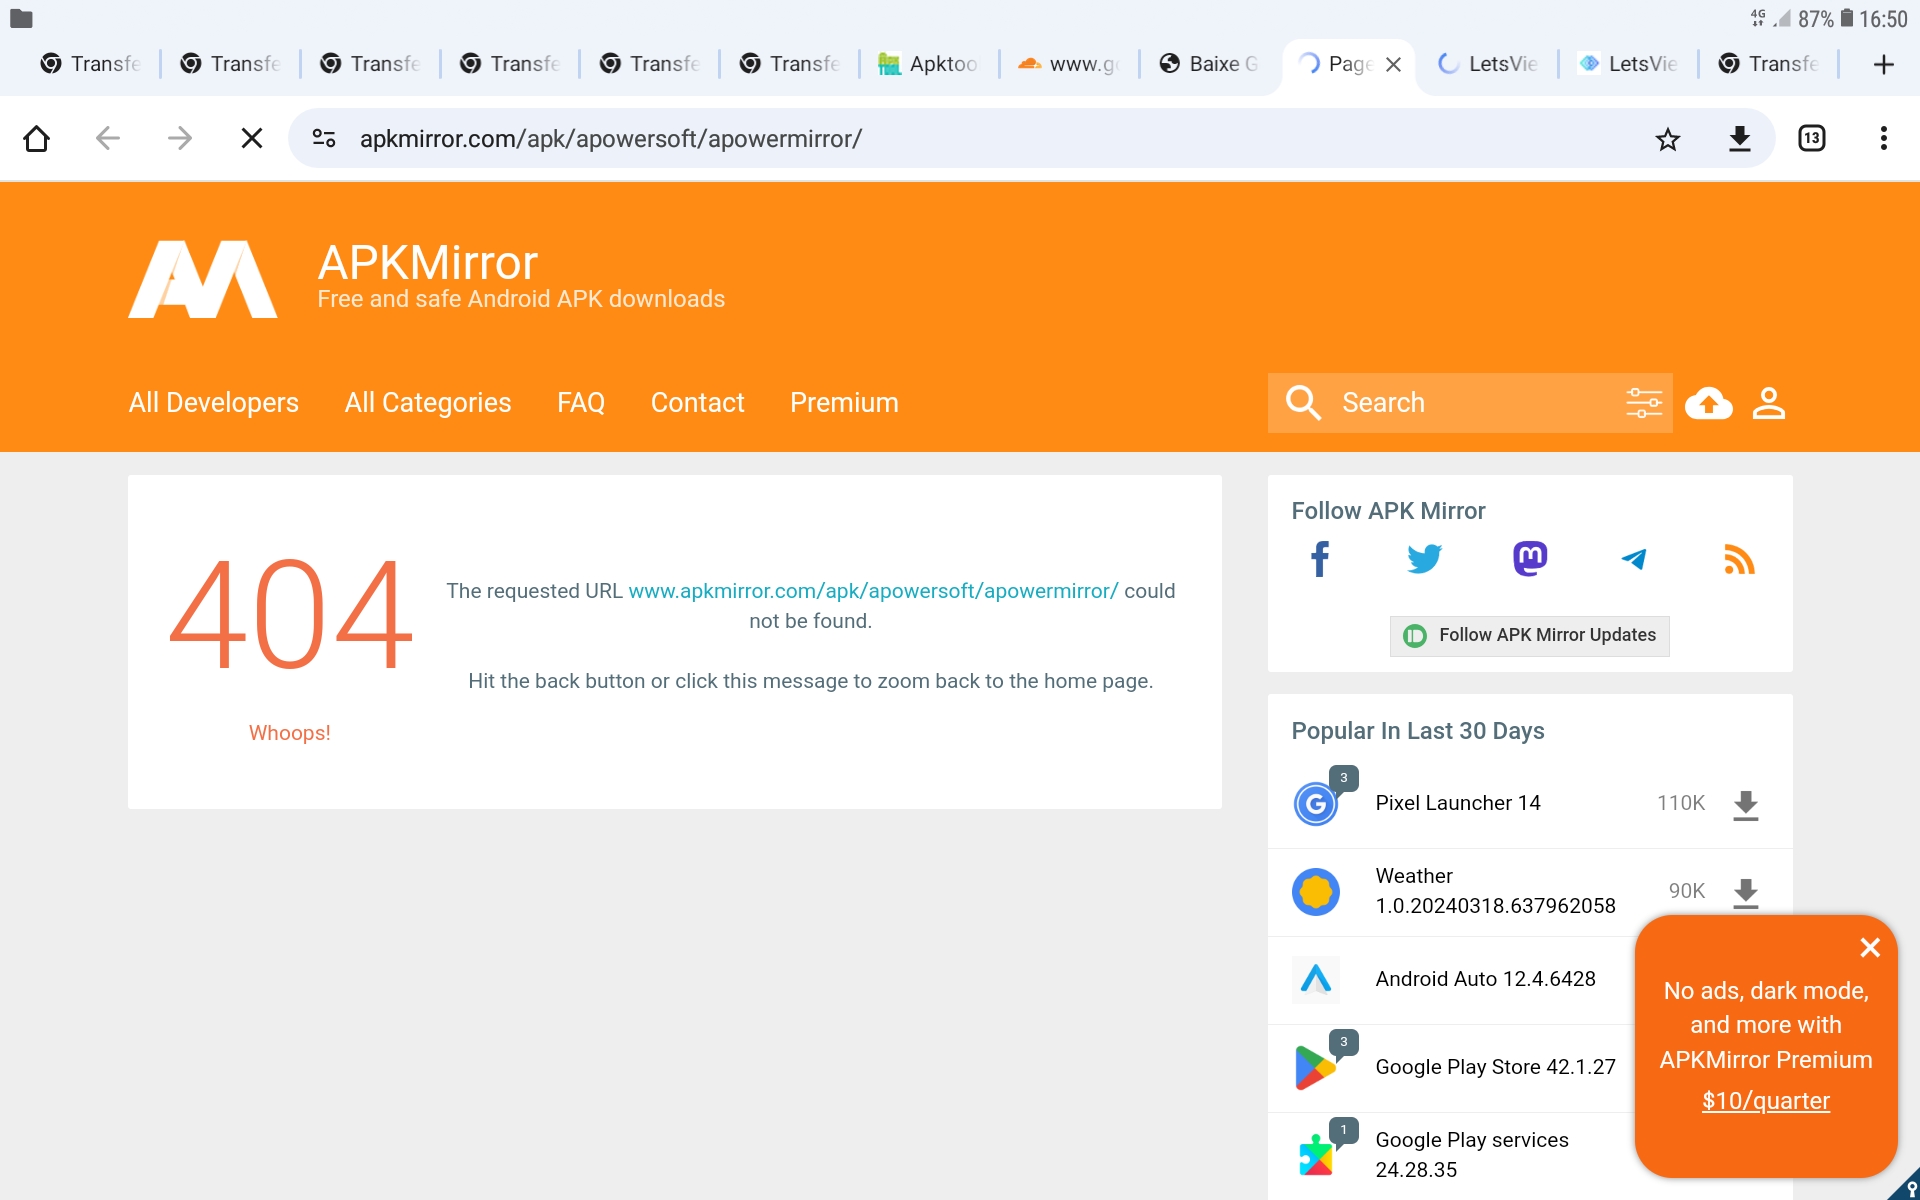 4G 87% 16:50
Transfe Transfe Transfe Transfe Transfe Transfe Apktoo www.go Baixe G Page LetsVie LetsVie Transfe
apkmirror.com/apk/apowersoft/apowermirror/ 13
APKMirror
Free and safe Android APK downloads
All Developers All Categories FAQ Contact Premium Search
404
Whoops!
The requested URL www.apkmirror.com/apk/apowersoft/apowermirror/ could
not be found.
Hit the back button or click this message to zoom back to the home page.
Follow APK Mirror
Follow APK Mirror Updates
Popular In Last 30 Days
3
Pixel Launcher 14 110K
Weather
1.0.20240318.637962058 90K
Android Auto 12.4.6428
3
Google Play Store 42.1.27
1
Google Play services
24.28.35
No ads, dark mode,
and more with
APKMirror Premium
$10/quarter